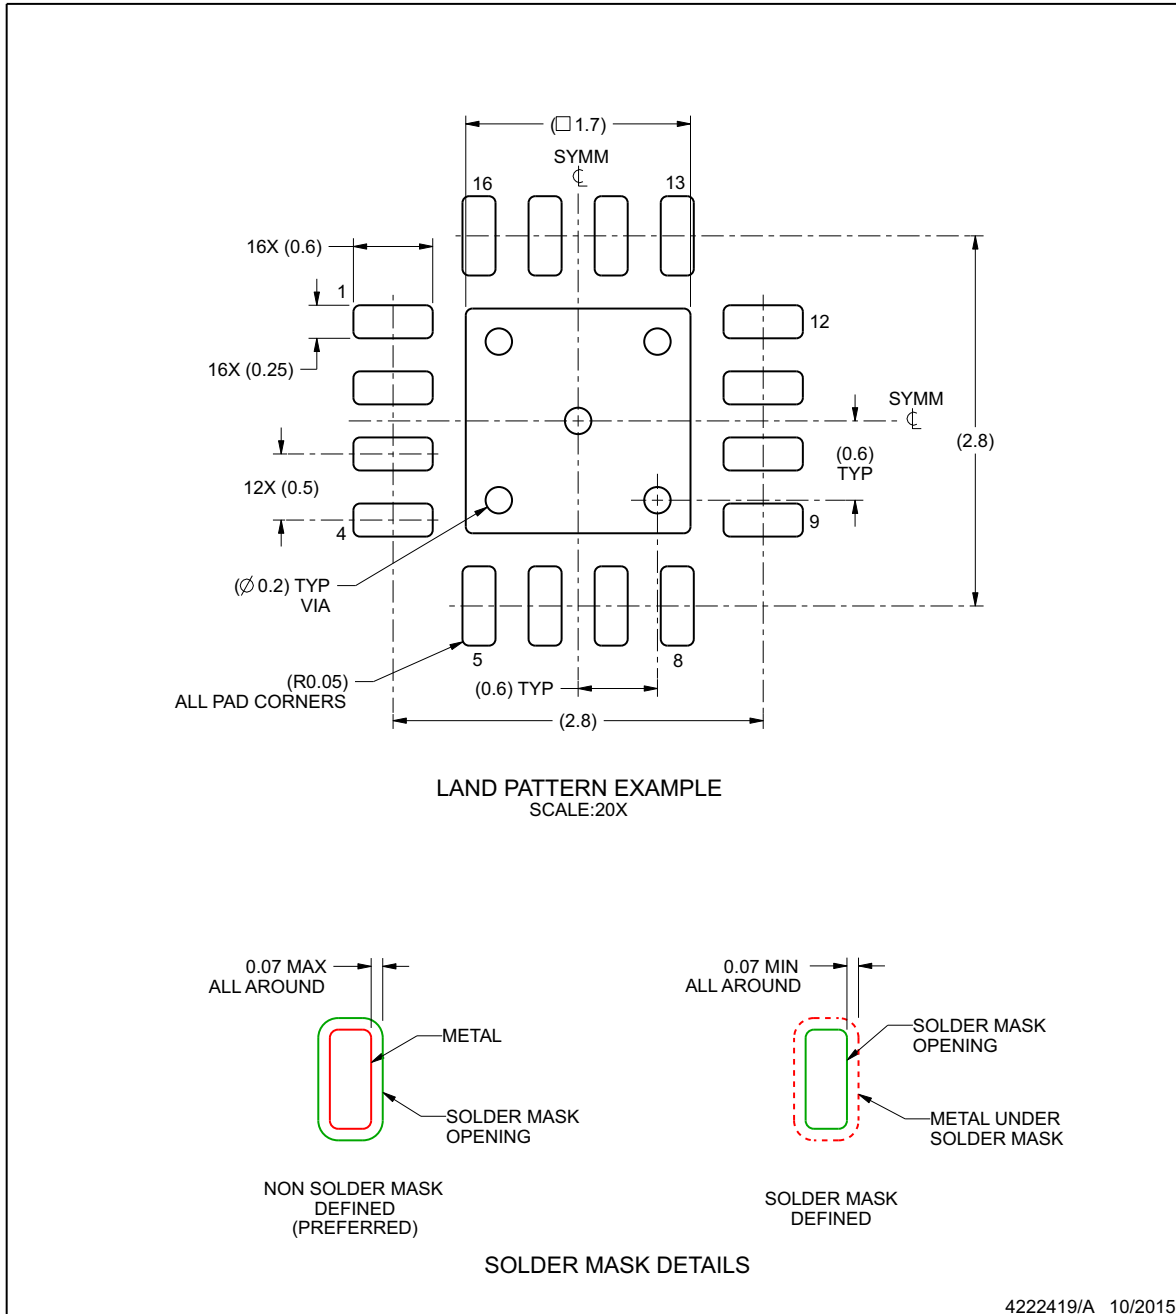 (□ 1.7)
SYMM
℄
16
13
16X (0.6)
1
12
16X (0.25)
SYMM
℄
(2.8)
(0.6)
TYP
12X (0.5)
4
9
(Ø 0.2) TYP
VIA
5
8
(R0.05)
ALL PAD CORNERS
(0.6) TYP
(2.8)
LAND PATTERN EXAMPLE
SCALE:20X
0.07 MAX
ALL AROUND
METAL
SOLDER MASK
OPENING
NON SOLDER MASK
DEFINED
(PREFERRED)
0.07 MIN
ALL AROUND
SOLDER MASK
OPENING
METAL UNDER
SOLDER MASK
SOLDER MASK
DEFINED
SOLDER MASK DETAILS
4222419/A 10/2015